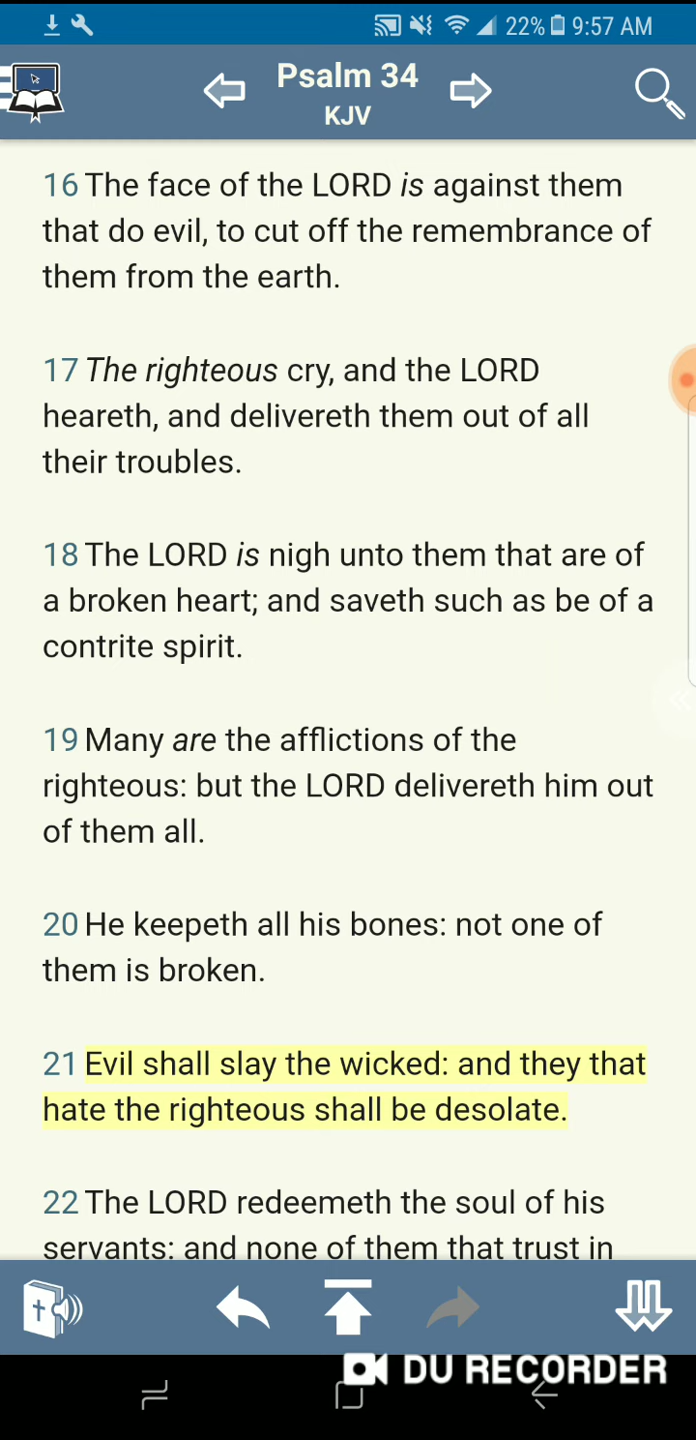 22% 9:57 AM
Psalm 34
KJV
16 The face of the LORD is against them
that do evil, to cut off the remembrance of
them from the earth.
17 The righteous cry, and the LORD
heareth, and delivereth them out of all
their troubles.
18 The LORD is nigh unto them that are of
a broken heart; and saveth such as be of a
contrite spirit.
19 Many are the afflictions of the
righteous: but the LORD delivereth him out
of them all.
20 He keepeth all his bones: not one of
them is broken.
21 Evil shall slay the wicked: and they that
hate the righteous shall be desolate.
22 The LORD redeemeth the soul of his
servants: and none of them that trust in
DU RECORDER